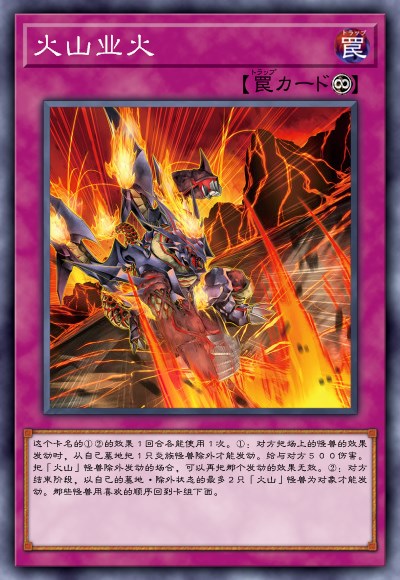 火山业火
トラップ
罠
トラップ
【罠カード♾】
这个卡名的①②的效果1回合各能使用1次。①：对方把场上的怪兽的效果
发动时，从自己墓地把1只炎族怪兽除外才能发动。给与对方500伤害。
把「火山」怪兽除外发动的场合，可以再把那个发动的效果无效。②：对方
结束阶段，以自己的墓地·除外状态的最多2只「火山」怪兽为对象才能发
动。那些怪兽用喜欢的顺序回到卡组下面。